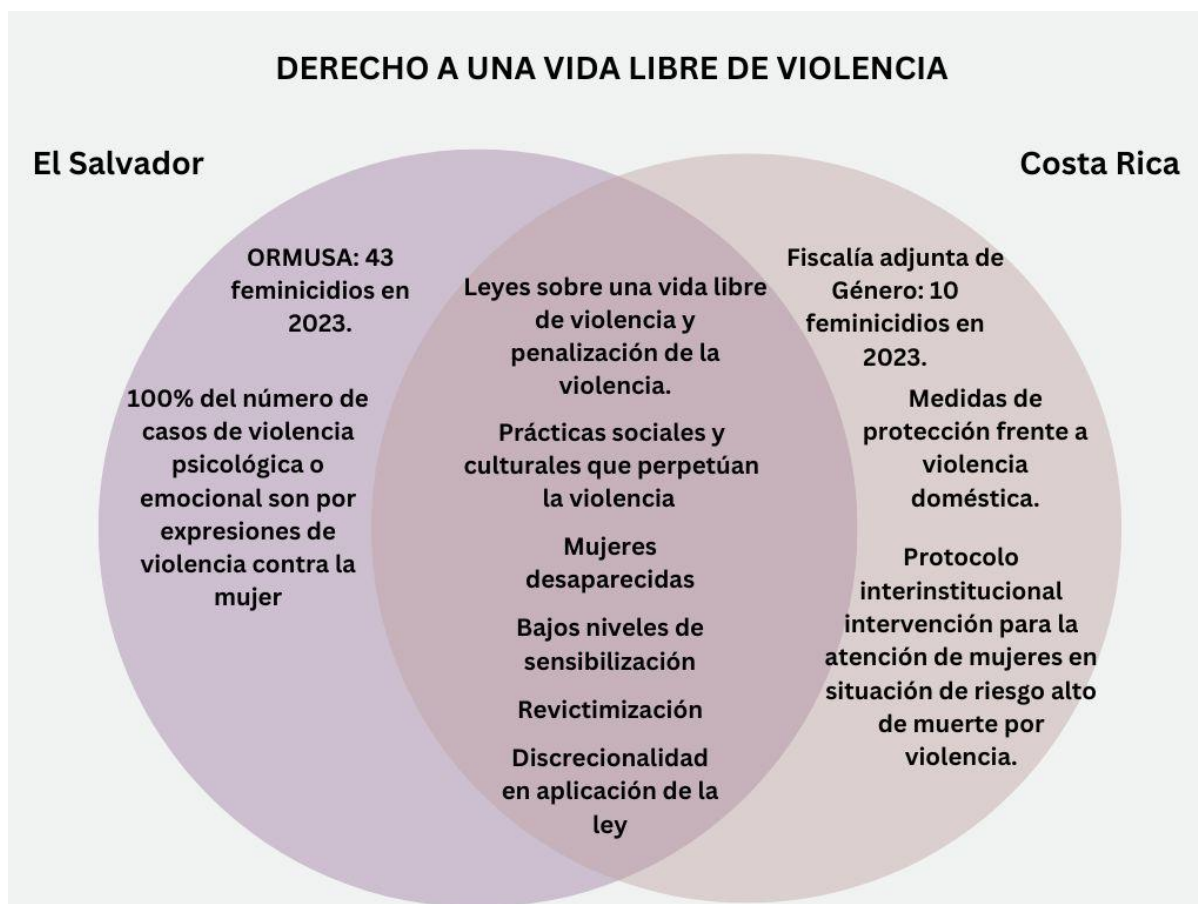 DERECHO A UNA VIDA LIBRE DE VIOLENCIA
El Salvador
Costa Rica
ORMUSA: 43
feminicidios en
2023.
100% del número de
casos de violencia
psicológica o
emocional son por
expresiones de
violencia contra la
mujer
Leyes sobre una vida libre
de violencia y
penalización de la
violencia.
Prácticas sociales y
culturales que perpetúan
la violencia
Mujeres
desaparecidas
Bajos niveles de
sensibilización
Revictimización
Discrecionalidad
en aplicación de la
ley
Fiscalía adjunta de
Género: 10
feminicidios en
2023.
Medidas de
protección frente a
violencia
doméstica.
Protocolo
interinstitucional
intervención para la
atención de mujeres en
situación de riesgo alto
de muerte por
violencia.